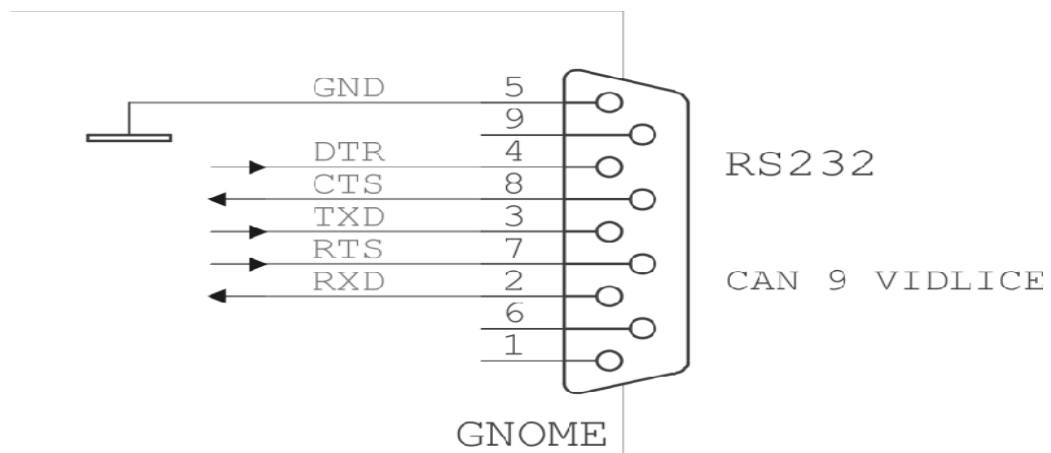 GND 5
9
DTR 4
RS232
CTS 8
TXD 3
RTS 7
RXD 2
CAN 9 VIDLICE
6
1
GNOME